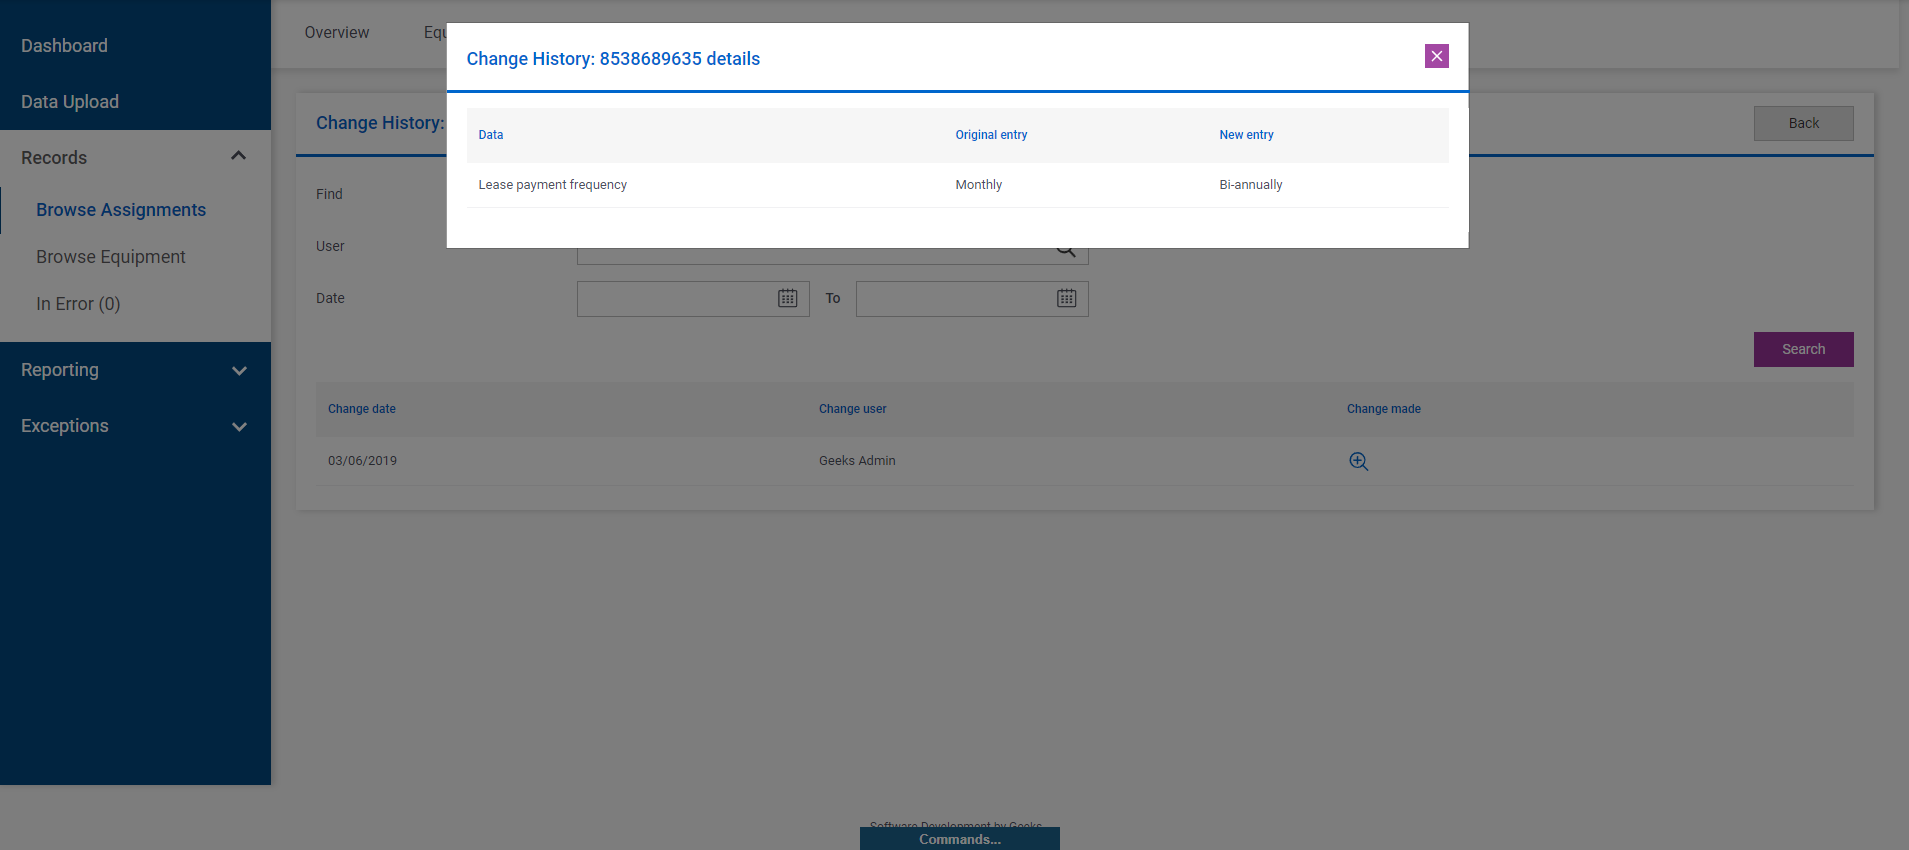 Dashboard
Data Upload
Records
Browse Assignments
Browse Equipment
In Error (0)
Reporting
Exceptions
Overview
Change History: 8538689635 details
Data Original entry New entry
Lease payment frequency Monthly Bi-annually
Change History:
Back
Find
User
Date To
Search
Change date Change user Change made
03/06/2019 Geeks Admin
Software Development by Geeks
Commands...